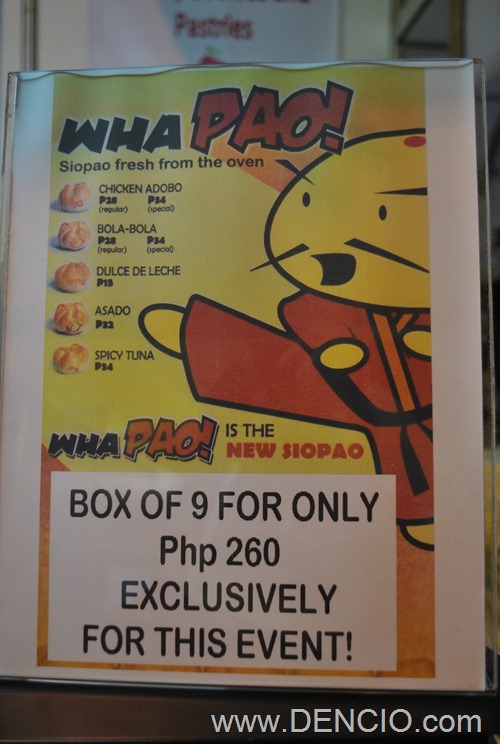 Pastries
WHA PAO!
Siopao fresh from the oven
CHICKEN ADOBO
P28 P34
(regular) (special)
BOLA-BOLA
P28 P34
(regular) (special)
DULCE DE LECHE
P15
ASADO
P32
SPICY TUNA
P34
WHA PAO! IS THE
NEW SIOPAO
BOX OF 9 FOR ONLY
Php 260
EXCLUSIVELY
FOR THIS EVENT!
www.DENCIO.com